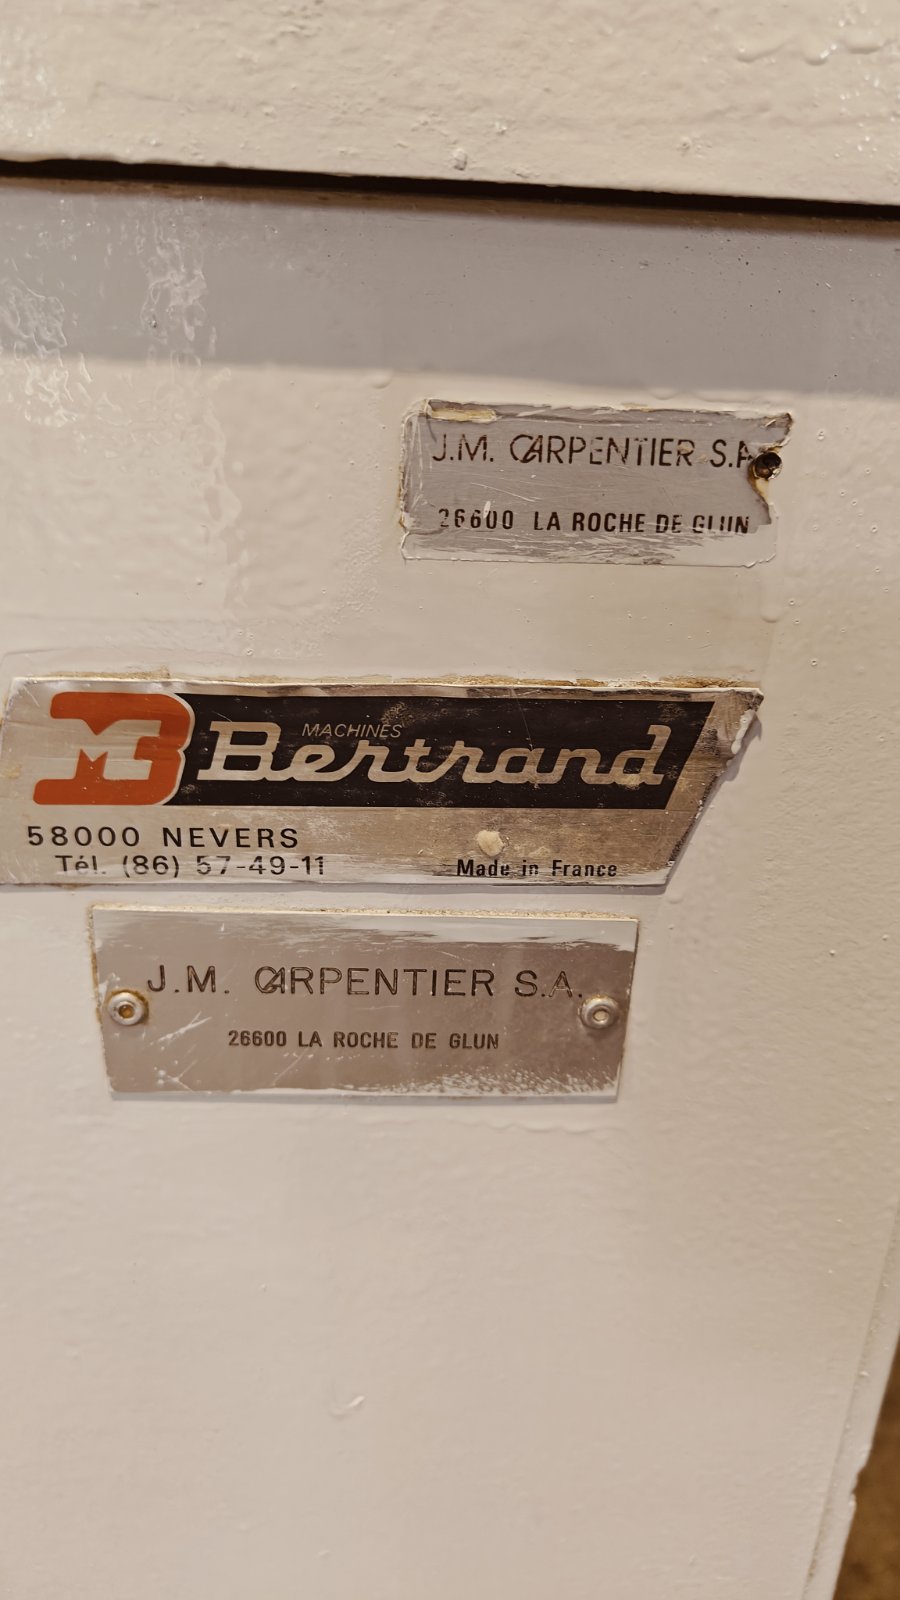 J.M. CARPENTIER S.A
26600 LA ROCHE DE GLUN
MB
MACHINES
Bertrand
58000 NEVERS
Tél. (86) 57-49-11
Made in France
J.M. CARPENTIER S.A.
26600 LA ROCHE DE GLUN